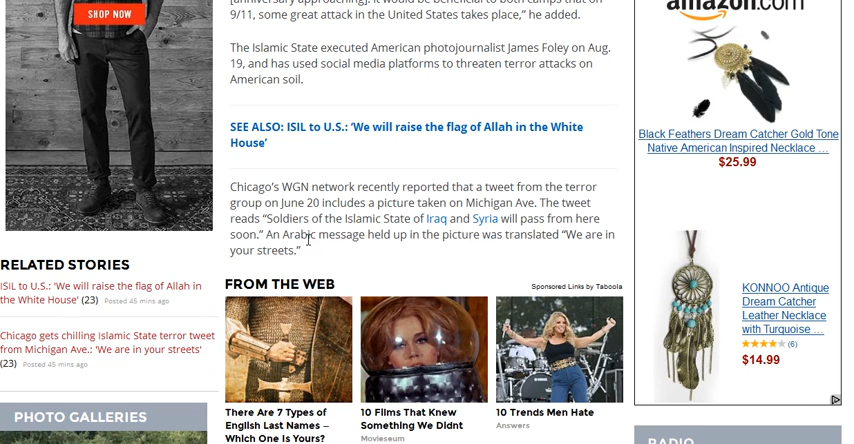 SHOP NOW
[anniversary approaching]. It would be beneficial to both camps that on
9/11, some great attack in the United States takes place,” he added.
The Islamic State executed American photojournalist James Foley on Aug.
19, and has used social media platforms to threaten terror attacks on
American soil.
SEE ALSO: ISIL to U.S.: ‘We will raise the flag of Allah in the White
House’
Chicago’s WGN network recently reported that a tweet from the terror
group on June 20 includes a picture taken on Michigan Ave. The tweet
reads “Soldiers of the Islamic State of Iraq and Syria will pass from here
soon.” An Arabic message held up in the picture was translated “We are in
your streets.”
RELATED STORIES
ISIL to U.S.: 'We will raise the flag of Allah in
the White House' (23) Posted 45 mins ago
Chicago gets chilling Islamic State terror tweet
from Michigan Ave.: 'We are in your streets'
(23) Posted 45 mins ago
PHOTO GALLERIES
FROM THE WEB
Sponsored Links by Taboola
There Are 7 Types of
English Last Names –
Which One Is Yours?
10 Films That Knew
Something We Didnt
Movieseum
10 Trends Men Hate
Answers
amazon.com
Black Feathers Dream Catcher Gold Tone
Native American Inspired Necklace ...
$25.99
KONNOO Antique
Dream Catcher
Leather Necklace
with Turquoise ...
(6)
$14.99
RADIO